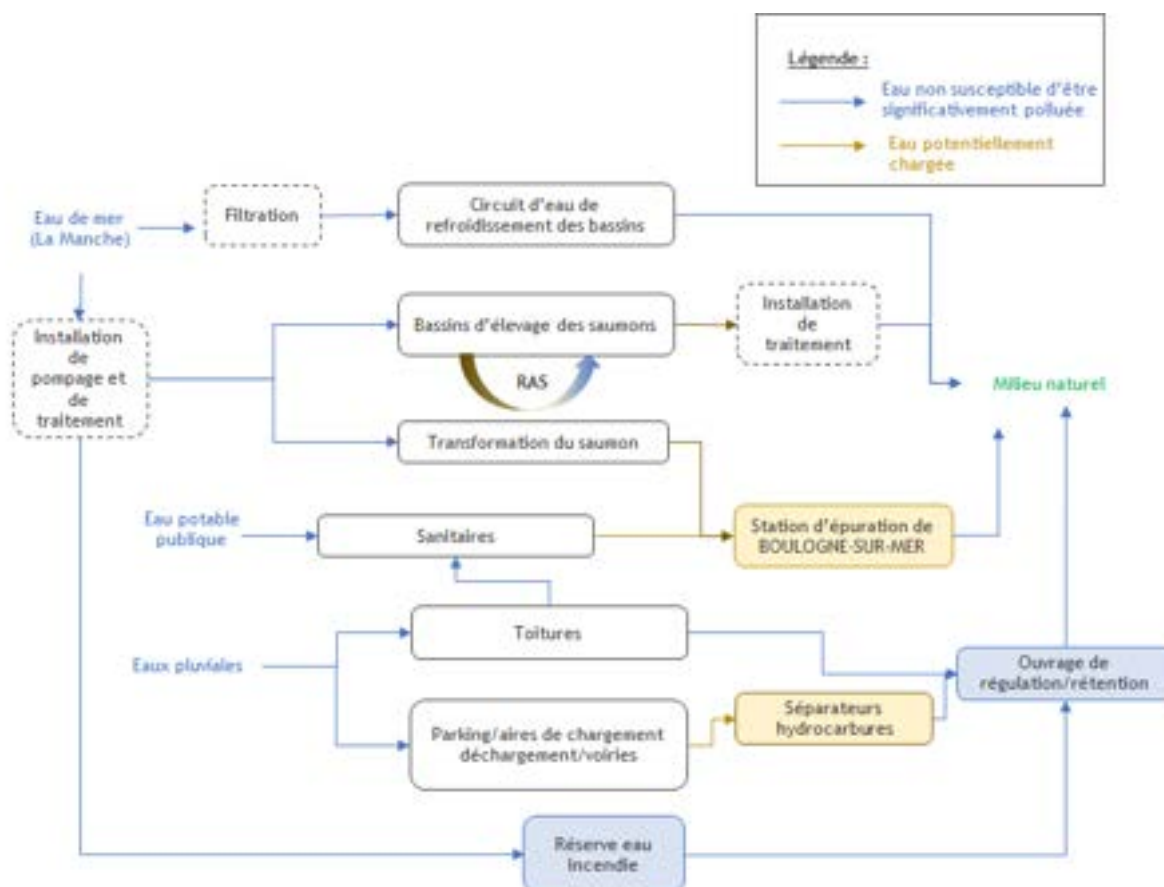 Légende :
Eau non susceptible d'être
significativement polluée
Eau potentiellement
chargée
Eau de mer
(La Manche)
Filtration
Circuit d'eau de
refroidissement des bassins
Installation
de
pompage et
de
traitement
Bassins d'élevage des saumons
RAS
Installation
de
traitement
Milieu naturel
Transformation du saumon
Eau potable
publique
Sanitaires
Station d'épuration de
BOULOGNE-SUR-MER
Eaux pluviales
Toitures
Ouvrage de
régulation/rétention
Parking/aires de chargement
déchargement/voiries
Séparateurs
hydrocarbures
Réserve eau
incendie